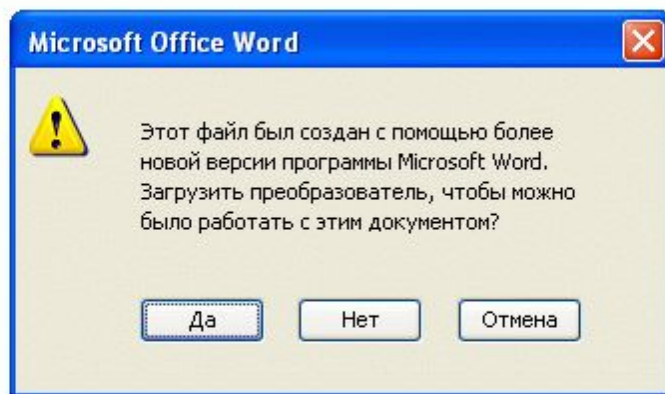 Microsoft Office Word
Этот файл был создан с помощью более
новой версии программы Microsoft Word.
Загрузить преобразователь, чтобы можно
было работать с этим документом?
Да Нет Отмена